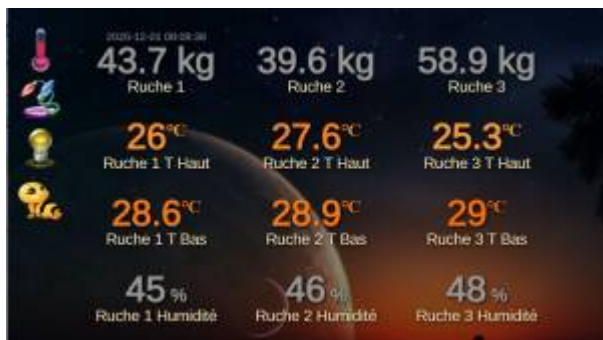 43.7 kg 39.6 kg 58.9 kg
Ruche 1 Ruche 2 Ruche 3
26°C 27.6°C 25.3°C
Ruche 1 T Haut Ruche 2 T Haut Ruche 3 T Haut
28.6°C 28.9°C 29°C
Ruche 1 T Bas Ruche 2 T Bas Ruche 3 T Bas
45 % 46 % 48 %
Ruche 1 Humidité Ruche 2 Humidité Ruche 3 Humidité